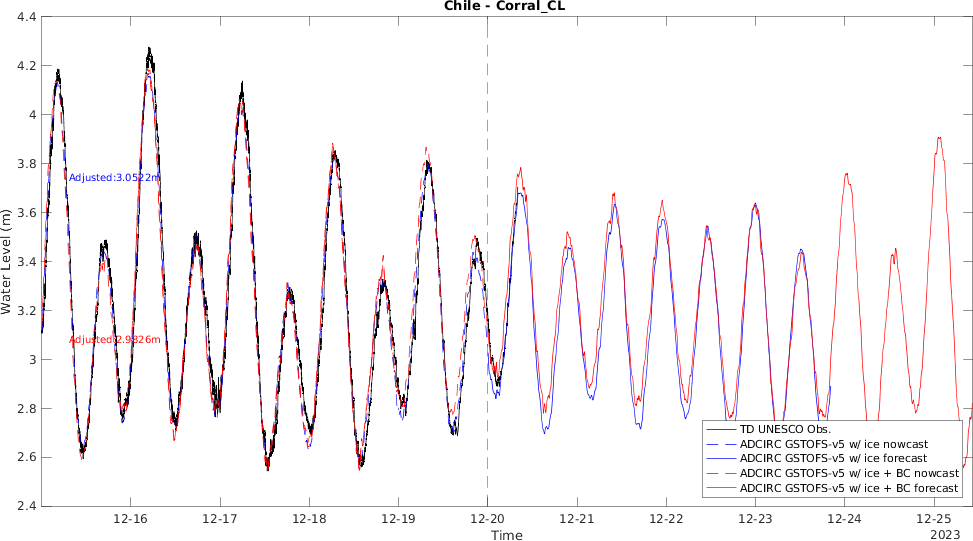 Chile - Corral_CL
4.4
4.2
4
3.8
3.6
3.4
3.2
3
2.8
2.6
2.4
Water Level (m)
Adjusted:3.0522m
Adjusted:2.9826m
TD UNESCO Obs.
ADCIRC GSTOFS-v5 w/ ice nowcast
ADCIRC GSTOFS-v5 w/ ice forecast
ADCIRC GSTOFS-v5 w/ ice + BC nowcast
ADCIRC GSTOFS-v5 w/ ice + BC forecast
12-16
12-17
12-18
12-19
12-20
12-21
12-22
12-23
12-24
12-25
Time
2023